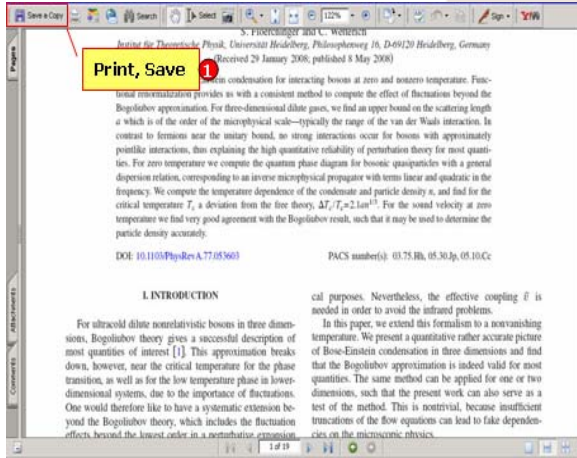 Save a Copy Search Select 122% Sign
S. Floerchinger and C. Wetterich
Institut für Theoretische Physik, Universität Heidelberg, Philosophenweg 16, D-69120 Heidelberg, Germany
(Received 29 January 2008; published 8 May 2008)
Print, Save 1
condensation for interacting bosons at zero and nonzero temperature. Func-
tional renormalization provides us with a consistent method to compute the effect of fluctuations beyond the
Bogoliubov approximation. For three-dimensional dilute gases, we find an upper bound on the scattering length
a which is of the order of the microphysical scale—typically the range of the van der Waals interaction. In
contrast to fermions near the unitary bound, no strong interactions occur for bosons with approximately
pointlike interactions, thus explaining the high quantitative reliability of perturbation theory for most quanti-
ties. For zero temperature we compute the quantum phase diagram for bosonic quasiparticles with a general
dispersion relation, corresponding to an inverse microphysical propagator with terms linear and quadratic in the
frequency. We compute the temperature dependence of the condensate and particle density n, and find for the
critical temperature Tc a deviation from the free theory, ΔTc/Tc=2.1an^1/3. For the sound velocity at zero
temperature we find very good agreement with the Bogoliubov result, such that it may be used to determine the
particle density accurately.
DOI: 10.1103/PhysRevA.77.053603 PACS number(s): 03.75.Hh, 05.30.Jp, 05.10.Cc
I. INTRODUCTION
For ultracold dilute nonrelativistic bosons in three dimen-
sions, Bogoliubov theory gives a successful description of
most quantities of interest [1]. This approximation breaks
down, however, near the critical temperature for the phase
transition, as well as for the low temperature phase in lower-
dimensional systems, due to the importance of fluctuations.
One would therefore like to have a systematic extension be-
yond the Bogoliubov theory, which includes the fluctuation
effects beyond the lowest order in a perturbative expansion
cal purposes. Nevertheless, the effective coupling is
needed in order to avoid the infrared problems.
In this paper, we extend this formalism to a nonvanishing
temperature. We present a quantitative rather accurate picture
of Bose-Einstein condensation in three dimensions and find
that the Bogoliubov approximation is indeed valid for most
quantities. The same method can be applied for one or two
dimensions, such that the present work can also serve as a
test of the method. This is nontrivial, because insufficient
truncations of the flow equations can lead to fake dependen-
cies on the microscopic physics.
Pages
Attachments
Comments
1 of 19